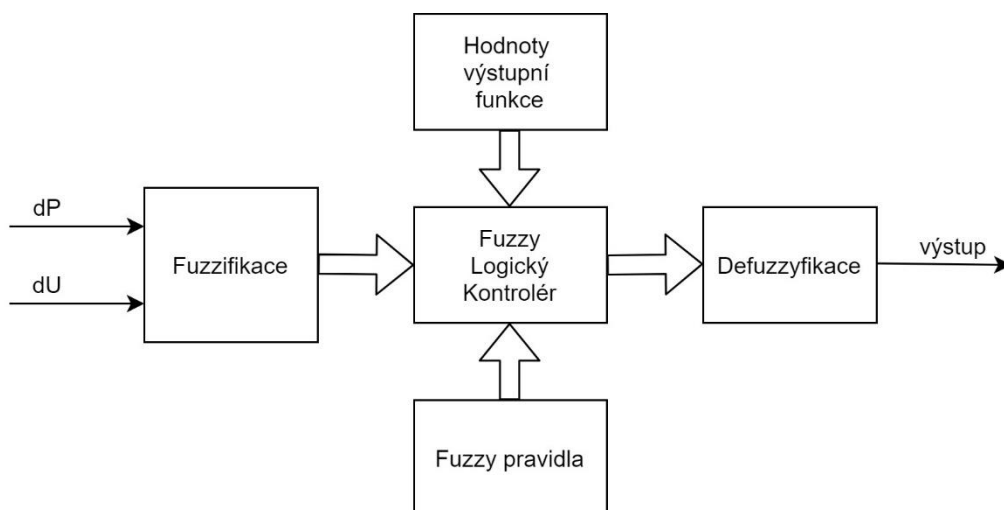 Hodnoty
výstupní
funkce
dP
dU
Fuzzifikace
Fuzzy
Logický
Kontrolér
Defuzzyfikace
výstup
Fuzzy pravidla